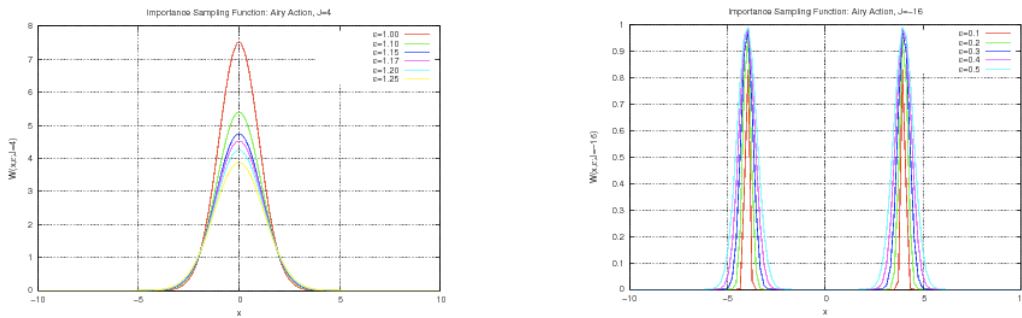 Importance Sampling Function: Airy Action, J=4
8
7
6
5
4
3
2
1
0
W(x,ε;J=4)
−10
−5
0
5
10
x
ε=1.00
ε=1.10
ε=1.15
ε=1.17
ε=1.20
ε=1.25
Importance Sampling Function: Airy Action, J=−16
1
0.9
0.8
0.7
0.6
0.5
0.4
0.3
0.2
0.1
0
W(x,ε;J=−16)
−10
−5
0
5
1
x
ε=0.1
ε=0.2
ε=0.3
ε=0.4
ε=0.5